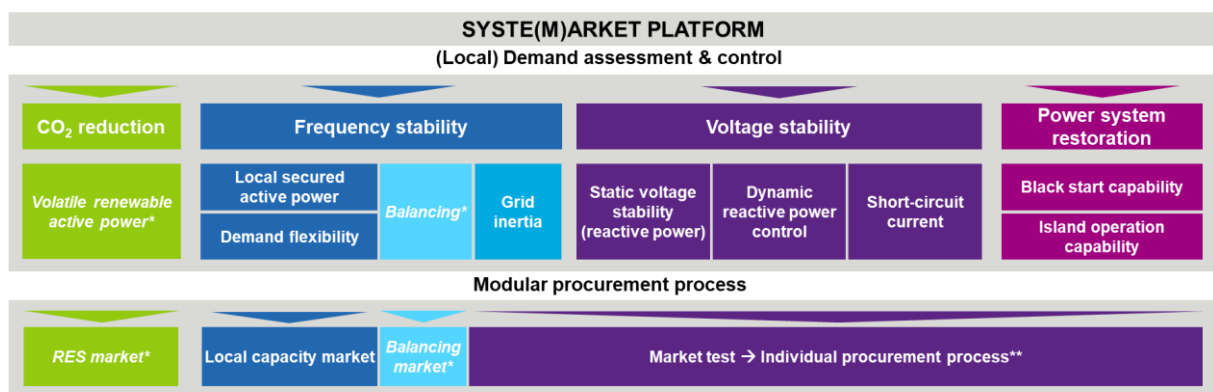 SYSTE(M)ARKET PLATFORM
(Local) Demand assessment & control
CO₂ reduction
Frequency stability
Voltage stability
Power system
restoration
Volatile renewable
active power*
Local secured
active power
Demand flexibility
Balancing*
Grid
inertia
Static voltage
stability
(reactive power)
Dynamic
reactive power
control
Short-circuit
current
Black start capability
Island operation
capability
Modular procurement process
RES market*
Local capacity market
Balancing
market*
Market test → Individual procurement process**